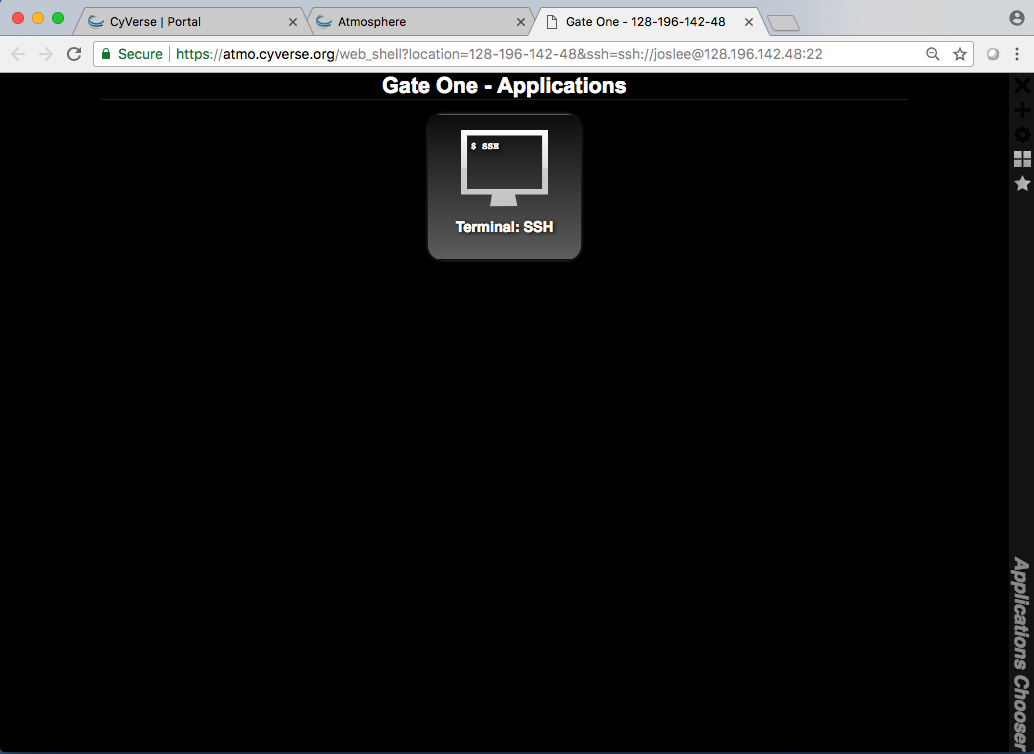 CyVerse | Portal
Atmosphere
Gate One - 128-196-142-48
Secure
https://atmo.cyverse.org/web_shell?location=128-196-142-48&ssh=ssh://joslee@128.196.142.48:22
Gate One - Applications
$ SSH
Terminal: SSH
Applications Chooser